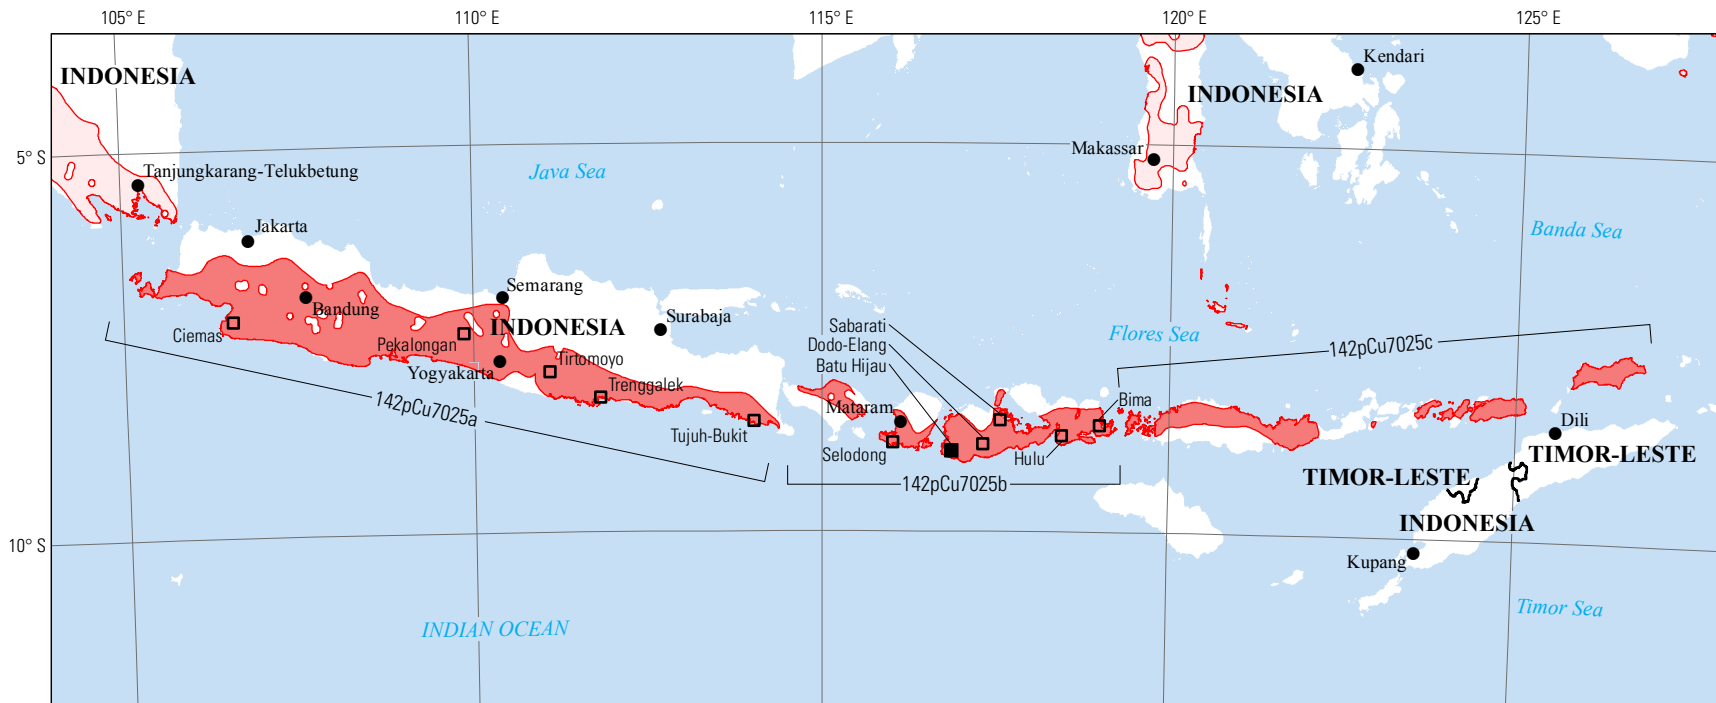 105° E
110° E
115° E
120° E
125° E
INDONESIA
Kendari
INDONESIA
5° S
Makassar
Tanjungkarang-Telukbetung
Java Sea
Jakarta
Banda Sea
Semarang
Bandung
Surabaja
INDONESIA
Sabarati
Flores Sea
Ciemas
Pekalongan
Dodo-Elang
142pCu7025c
Tirtomoyo
Batu Hijau
Yogyakarta
Trenggalek
Bima
142pCu7025a
Mataram
Dili
Tujuh-Bukit
Selodong
Hulu
TIMOR-LESTE
TIMOR-LESTE
142pCu7025b
INDONESIA
10° S
Kupang
Timor Sea
INDIAN OCEAN